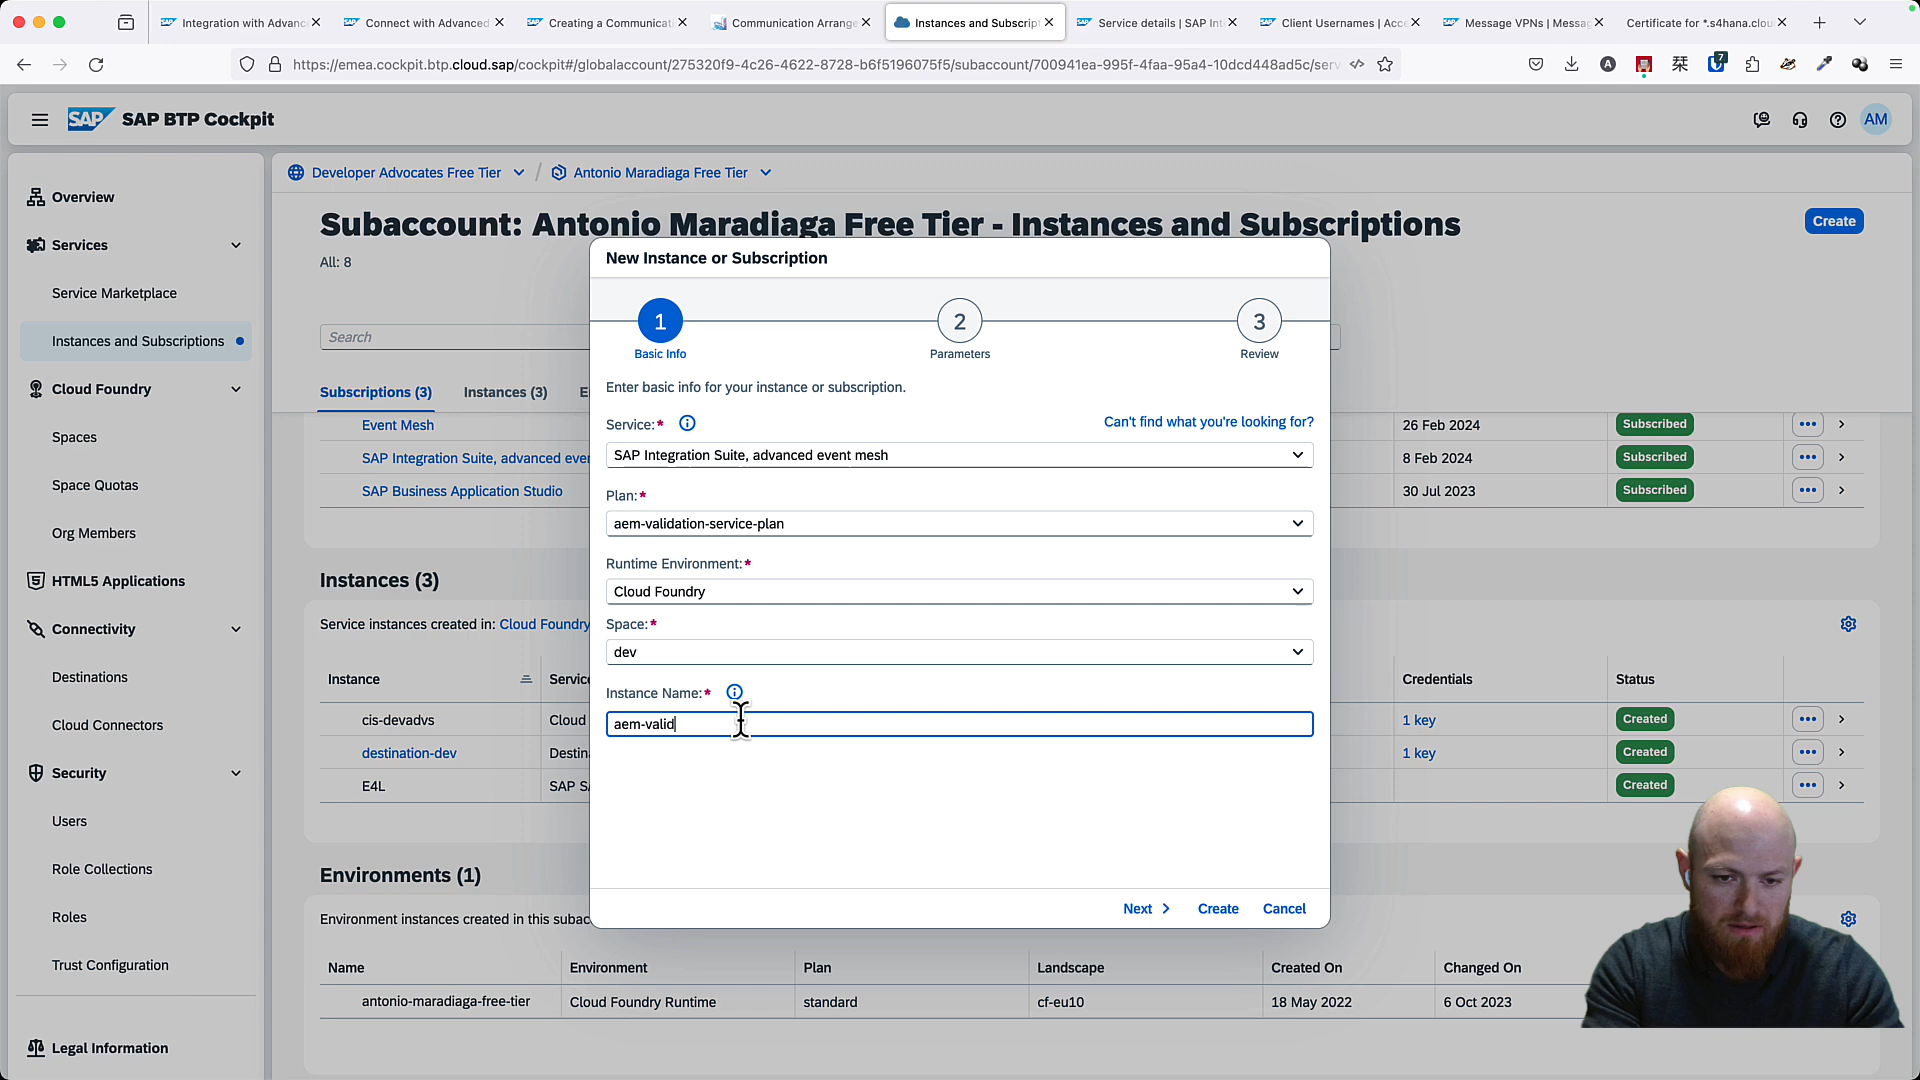 Integration with Advanc
Connect with Advanced
Creating a Communicati
Communication Arrange
Instances and Subscript
Service details | SAP Int
Client Usernames | Acce
Message VPNs | Messag
Certificate for *.s4hana.clou
https://emea.cockpit.btp.cloud.sap/cockpit#/globalaccount/275320f9-4c26-4622-8728-b6f5196075f5/subaccount/700941ea-995f-4faa-95a4-10dcd448ad5c/serv
A
7
SAP
SAP BTP Cockpit
AM
Overview
Services
Service Marketplace
Instances and Subscriptions
Cloud Foundry
Spaces
Space Quotas
Org Members
HTML5 Applications
Connectivity
Destinations
Cloud Connectors
Security
Users
Role Collections
Roles
Trust Configuration
Legal Information
Developer Advocates Free Tier / Antonio Maradiaga Free Tier
Subaccount: Antonio Maradiaga Free Tier - Instances and Subscriptions
Create
All: 8
Search
Subscriptions (3)
Instances (3)
E
Event Mesh
26 Feb 2024
Subscribed
SAP Integration Suite, advanced ever
8 Feb 2024
Subscribed
SAP Business Application Studio
30 Jul 2023
Subscribed
Instances (3)
Service instances created in: Cloud Foundry
Instance
Servic
Credentials
Status
cis-devadvs
Cloud
1 key
Created
destination-dev
Destin
1 key
Created
E4L
SAP S/
Created
Environments (1)
Environment instances created in this subac
Name
Environment
Plan
Landscape
Created On
Changed On
antonio-maradiaga-free-tier
Cloud Foundry Runtime
standard
cf-eu10
18 May 2022
6 Oct 2023
New Instance or Subscription
1
2
3
Basic Info
Parameters
Review
Enter basic info for your instance or subscription.
Service:*
Can't find what you're looking for?
SAP Integration Suite, advanced event mesh
Plan:*
aem-validation-service-plan
Runtime Environment:*
Cloud Foundry
Space:*
dev
Instance Name:*
aem-valid
Next
Create
Cancel